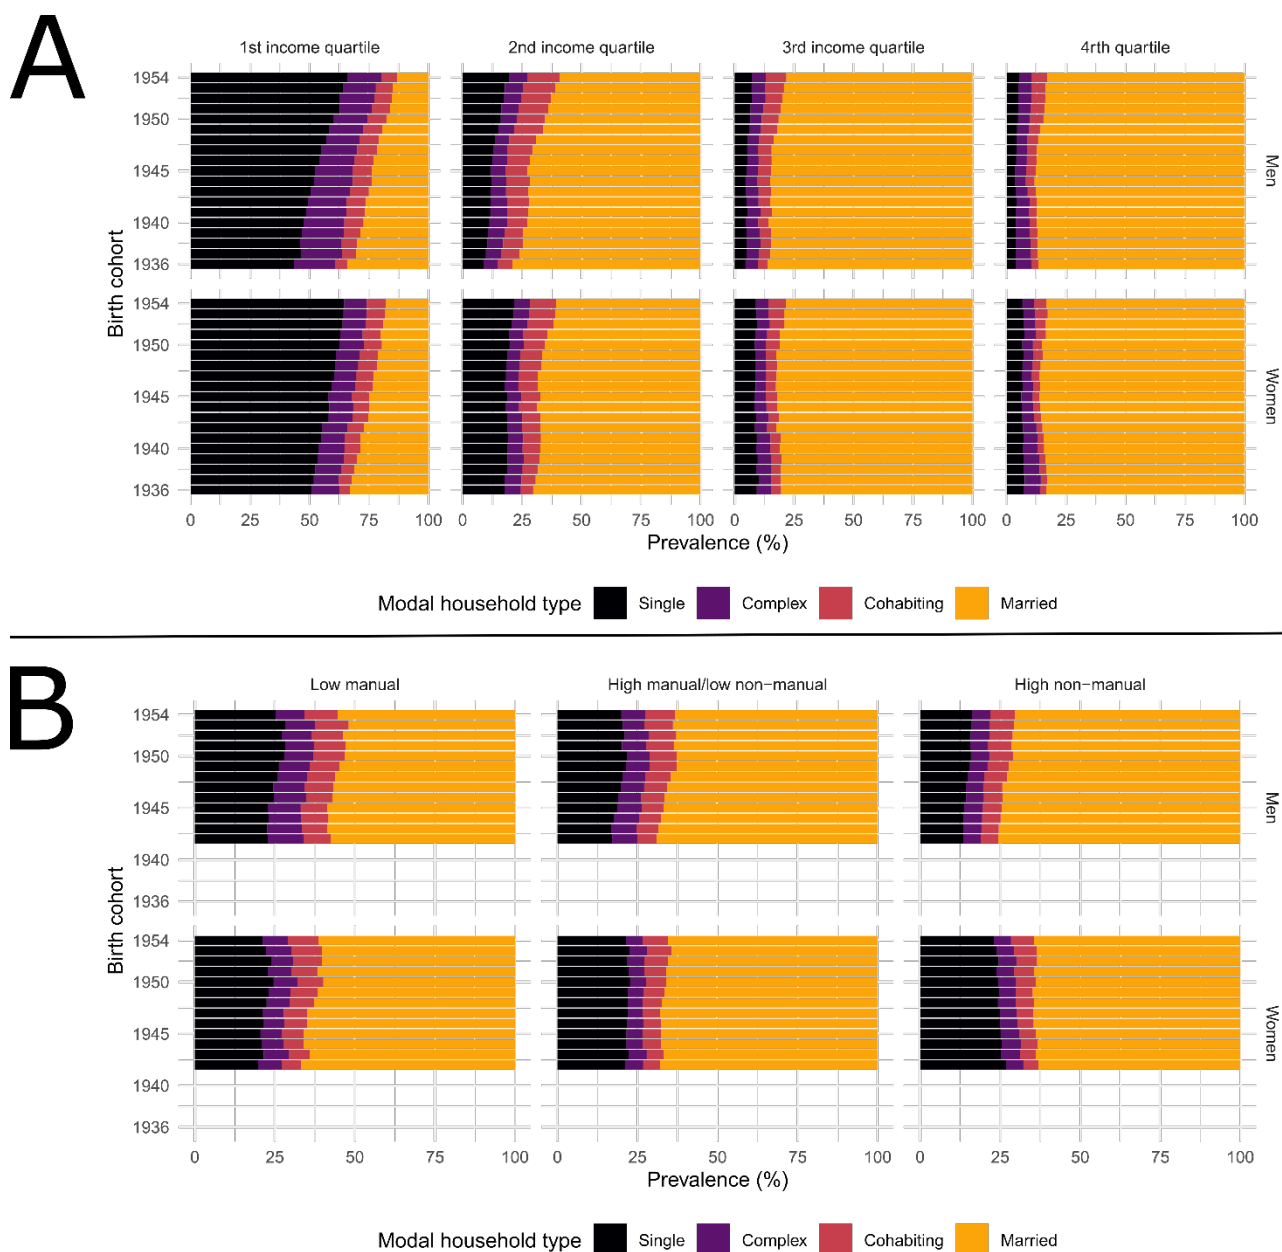 A
1st income quartile 2nd income quartile 3rd income quartile 4rth quartile
Birth cohort
1954
1950
1945
1940
1936
Men
1954
1950
1945
1940
1936
Women
0 25 50 75 100 0 25 50 75 100 0 25 50 75 100 0 25 50 75 100
Prevalence (%)
Modal household type Single Complex Cohabiting Married
B
Low manual High manual/low non−manual High non−manual
Birth cohort
1954
1950
1945
1940
1936
Men
1954
1950
1945
1940
1936
Women
0 25 50 75 100 0 25 50 75 100 0 25 50 75 100
Prevalence (%)
Modal household type Single Complex Cohabiting Married